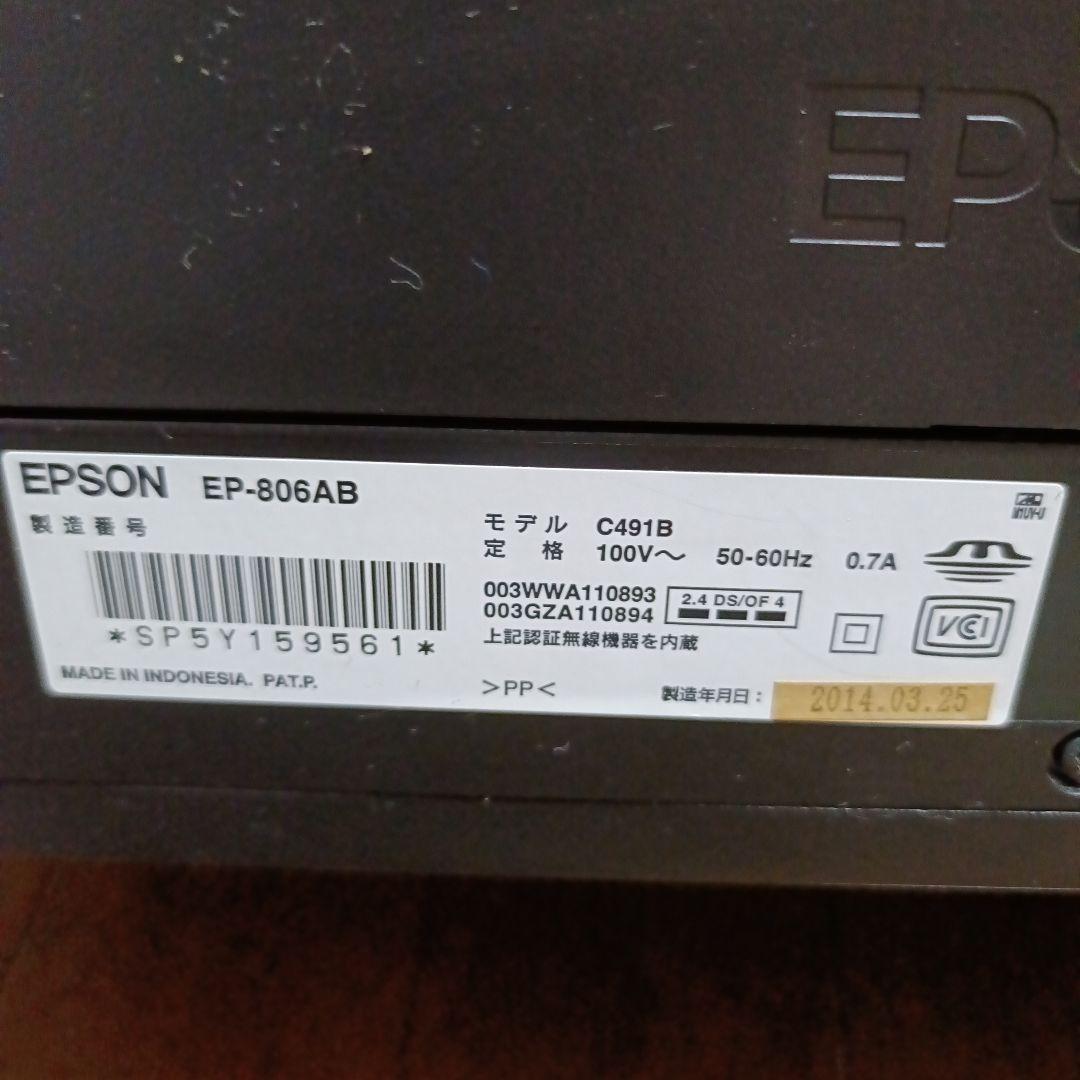 EPS
EPSON EP-806AB
製造番号
*SP5Y159561*
MADE IN INDONESIA. PAT.P.
モデル C491B
定格 100V～ 50-60Hz 0.7A
003WWA110893
003GZA110894
2.4 DS/OF 4
上記認証無線機器を内蔵
>PP<
製造年月日：2014.03.25
VCI